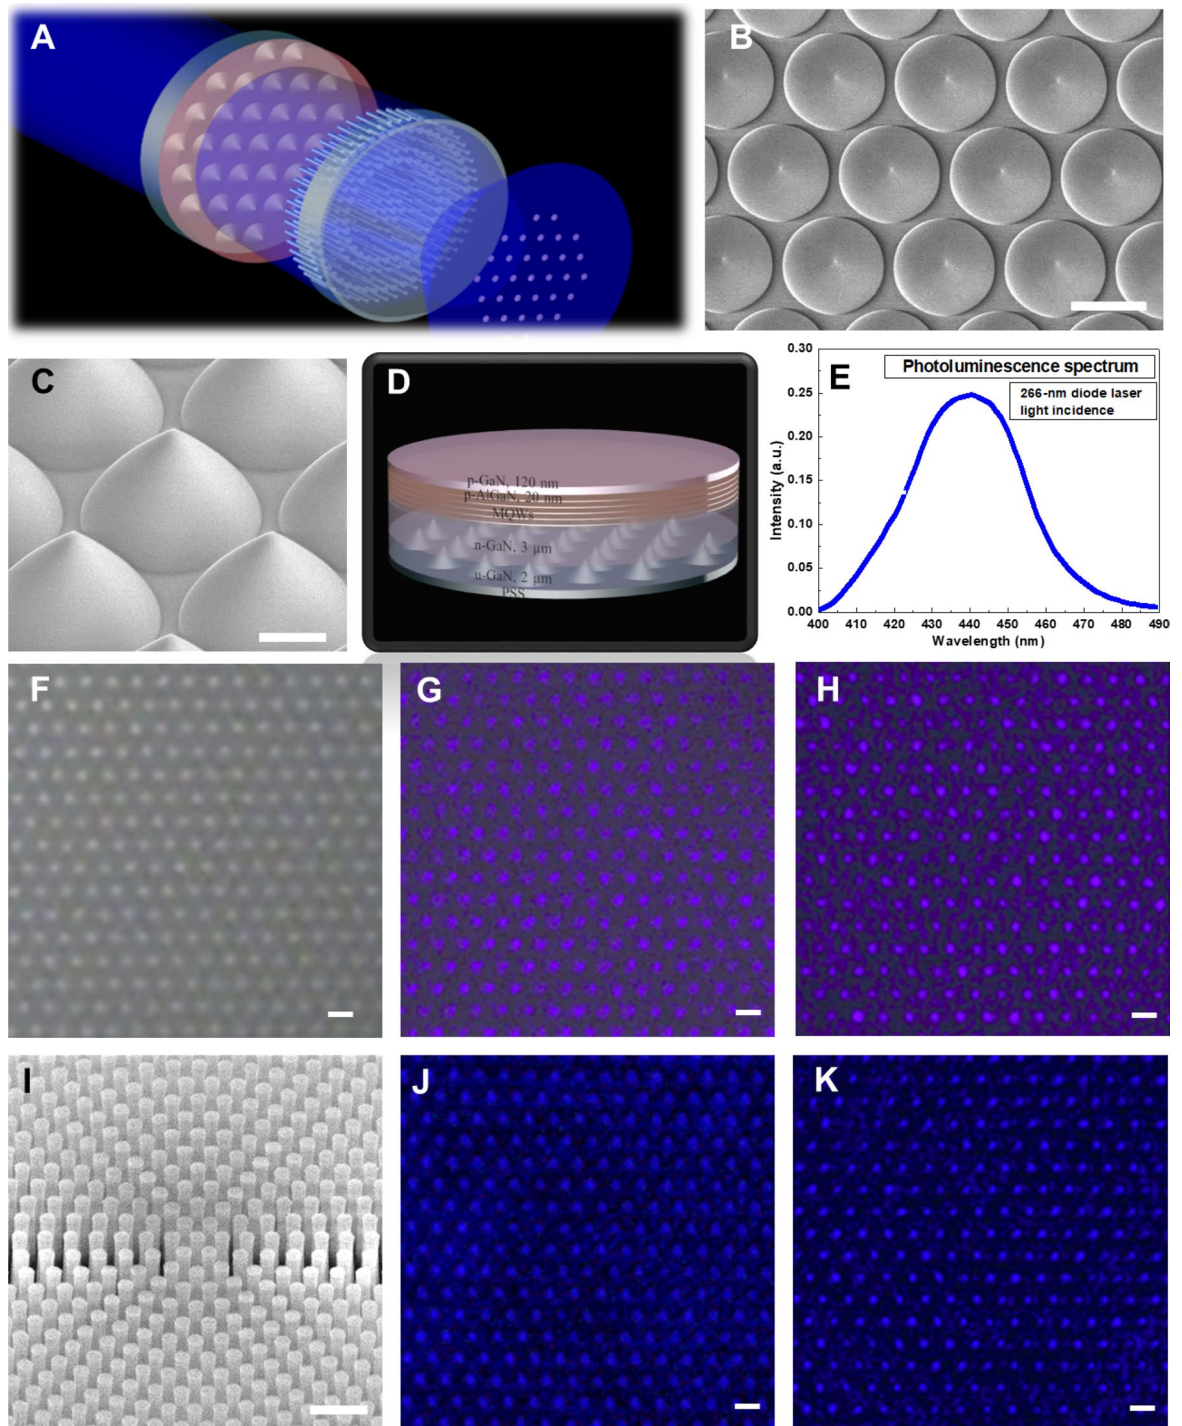 A
B
C
D
p-GaN, 120 nm
p-AlGaN, 20 nm
MQWs
n-GaN, 3 μm
u-GaN, 2 μm
PSS
E
Photoluminescence spectrum
266-nm diode laser
light incidence
Intensity (a.u.)
0.30
0.25
0.20
0.15
0.10
0.05
0.00
400 410 420 430 440 450 460 470 480 490
Wavelength (nm)
F
G
H
I
J
K